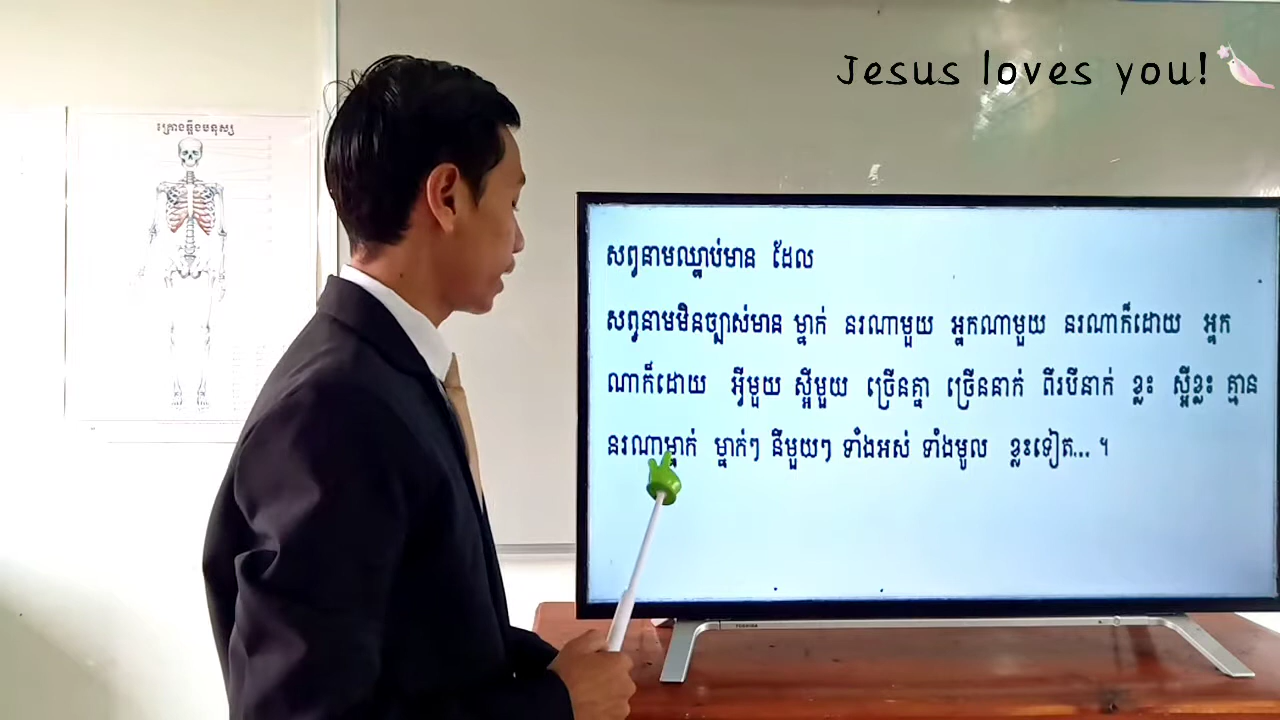 Jesus loves you!
គ្រោងឆ្អឹងមនុស្ស
សព្វនាមឈ្នាប់មាន ដែល
សព្វនាមមិនច្បាស់មាន ម្នាក់ នរណាមួយ អ្នកណាមួយ នរណាក៏ដោយ អ្នក
ណាក៏ដោយ អ្វីមួយ ស្អីមួយ ច្រើនគ្នា ច្រើននាក់ ពីរបីនាក់ ខ្លះ ស្អីខ្លះ គ្មាន
នរណាម្នាក់ ម្នាក់ៗ នីមួយៗ ទាំងអស់ ទាំងមូល ខ្លះទៀត... ។
TOSHIBA